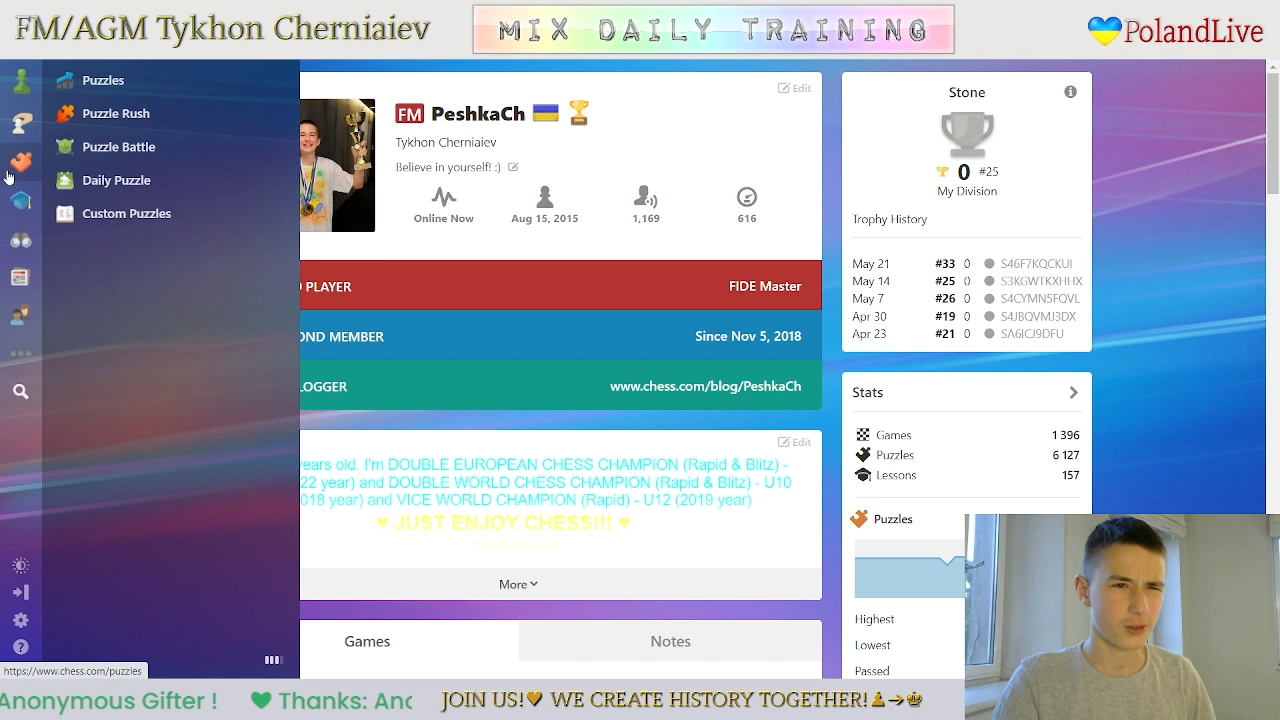 FM/AGM Tykhon Cherniaiev
MIX DAILY TRAINING
PolandLive
Puzzles
Puzzle Rush
Puzzle Battle
Daily Puzzle
Custom Puzzles
https://www.chess.com/puzzles
Edit
FM PeshkaCh
Tykhon Cherniaiev
Believe in yourself! :)
Online Now
Aug 15, 2015
1,169
616
PLAYER FIDE Master
OND MEMBER Since Nov 5, 2018
LOGGER www.chess.com/blog/PeshkaCh
Edit
years old. I'm DOUBLE EUROPEAN CHESS CHAMPION (Rapid & Blitz) -
22 year) and DOUBLE WORLD CHESS CHAMPION (Rapid & Blitz) - U10
018 year) and VICE WORLD CHAMPION (Rapid) - U12 (2019 year)
♥ JUST ENJOY CHESS!!! ♥
More
Games
Notes
Stone
0 #25
My Division
Trophy History
May 21 #33 0 S46F7KQCKUI
May 14 #25 0 S3KGWTKXHHX
May 7 #26 0 S4CYMN5FQVL
Apr 30 #19 0 S4JBQVMJ3DX
Apr 23 #21 0 SA6ICJ9DFU
Stats
Games 1 396
Puzzles 6 127
Lessons 157
Puzzles
Highest
Lowest
Passed
Anonymous Gifter ! ♥ Thanks: Anc
JOIN US!♥ WE CREATE HISTORY TOGETHER!♟→♚